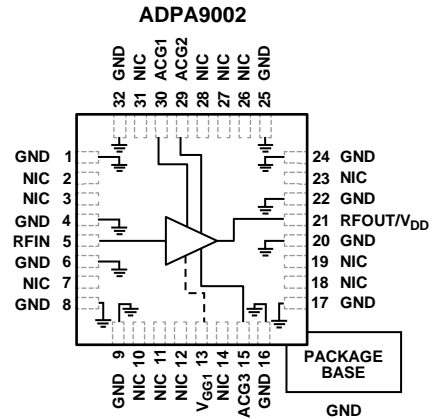 ADPA9002
32 GND
31 NIC
30 ACG1
29 ACG2
28 NIC
27 NIC
26 NIC
25 GND
GND 1
NIC 2
NIC 3
GND 4
RFIN 5
GND 6
NIC 7
GND 8
24 GND
23 NIC
22 GND
21 RFOUT/VDD
20 GND
19 NIC
18 NIC
17 GND
GND 9
NIC 10
NIC 11
NIC 12
VGG1 13
NIC 14
ACG3 15
GND 16
PACKAGE
BASE
GND